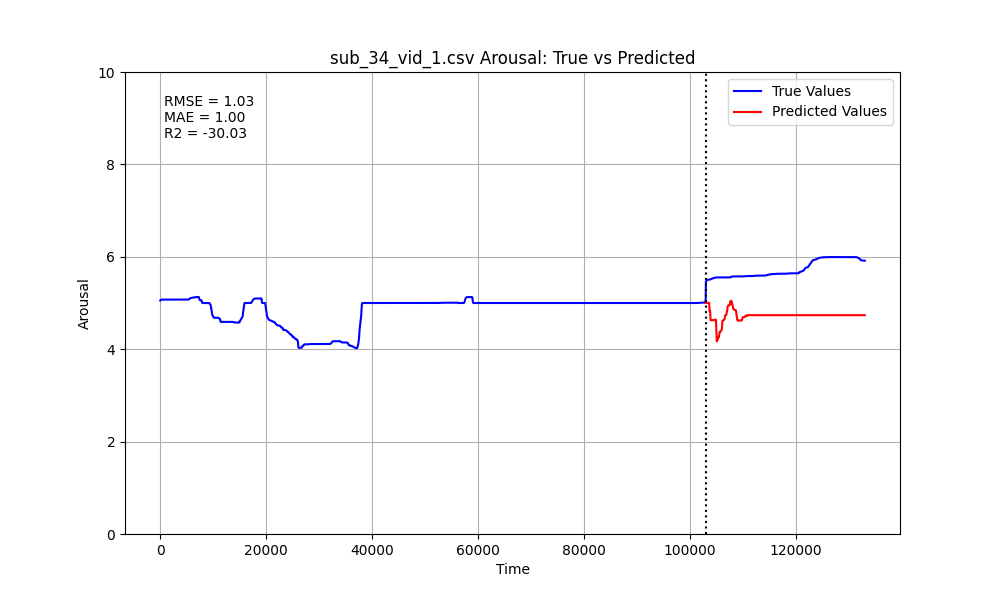 sub_34_vid_1.csv Arousal: True vs Predicted
RMSE = 1.03
MAE = 1.00
R2 = -30.03
True Values
Predicted Values
10
8
6
4
2
0
Arousal
0
20000
40000
60000
80000
100000
120000
Time